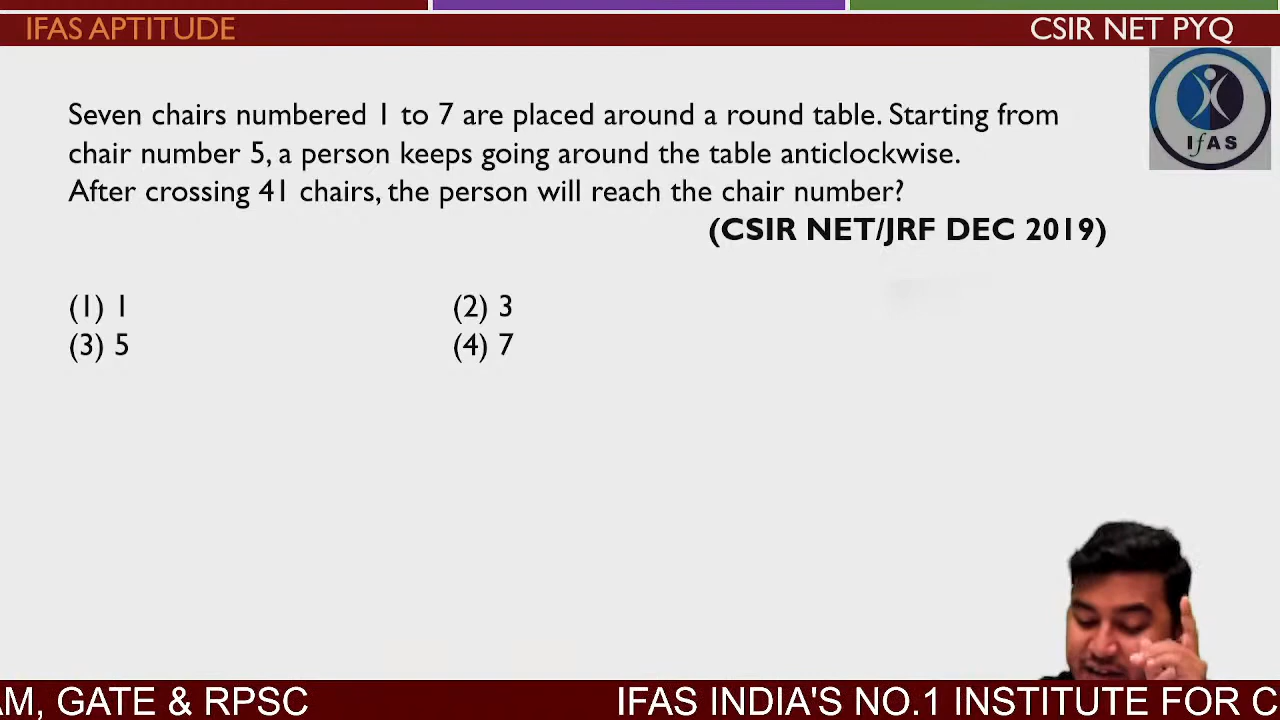 IFAS APTITUDE
CSIR NET PYQ
IfAS
Seven chairs numbered 1 to 7 are placed around a round table. Starting from
chair number 5, a person keeps going around the table anticlockwise.
After crossing 41 chairs, the person will reach the chair number?
(CSIR NET/JRF DEC 2019)
(1) 1
(2) 3
(3) 5
(4) 7
AM, GATE & RPSC
IFAS INDIA'S NO.1 INSTITUTE FOR C